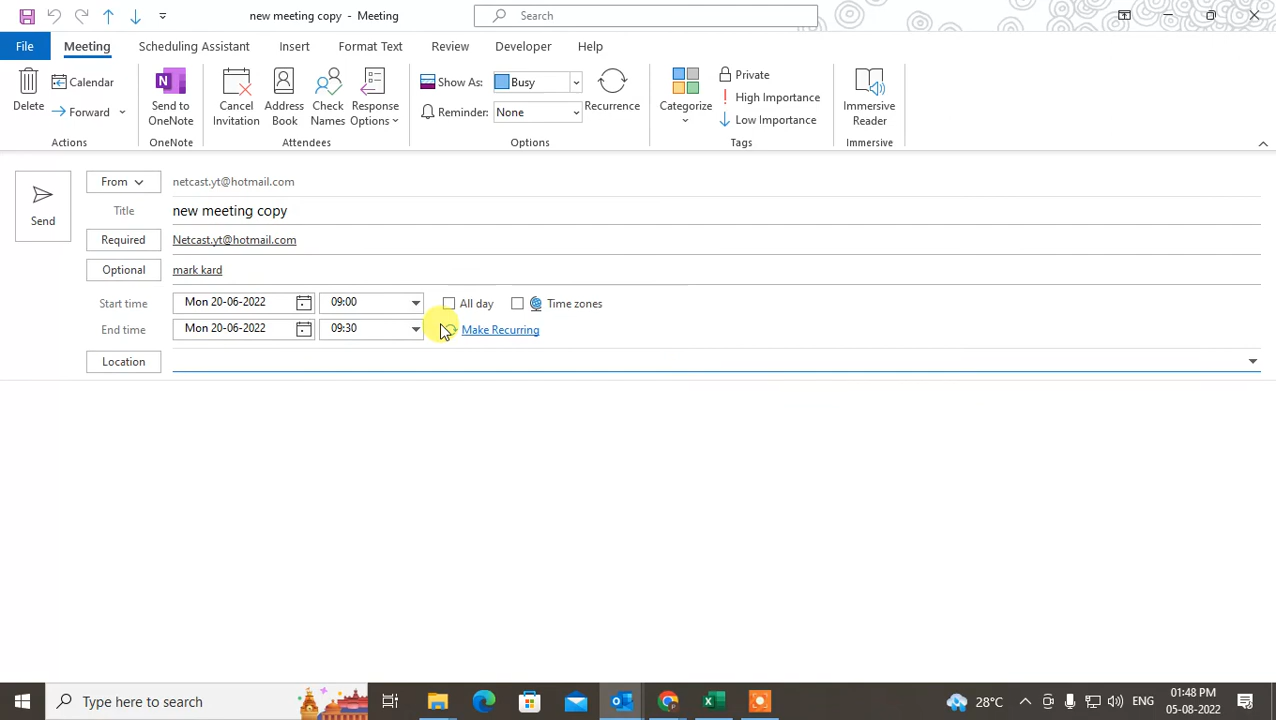 new meeting copy - Meeting
Search
File Meeting Scheduling Assistant Insert Format Text Review Developer Help
Delete
Calendar
Forward
Actions
Send to OneNote
OneNote
Cancel Invitation
Address Book
Check Names
Response Options
Attendees
Show As: Busy
Reminder: None
Recurrence
Options
Categorize
Private
High Importance
Low Importance
Tags
Immersive Reader
Immersive
Send
From netcast.yt@hotmail.com
Title new meeting copy
Required Netcast.yt@hotmail.com
Optional mark kard
Start time Mon 20-06-2022 09:00 All day Time zones
End time Mon 20-06-2022 09:30 Make Recurring
Location
Type here to search
28°C ENG
01:48 PM
05-08-2022